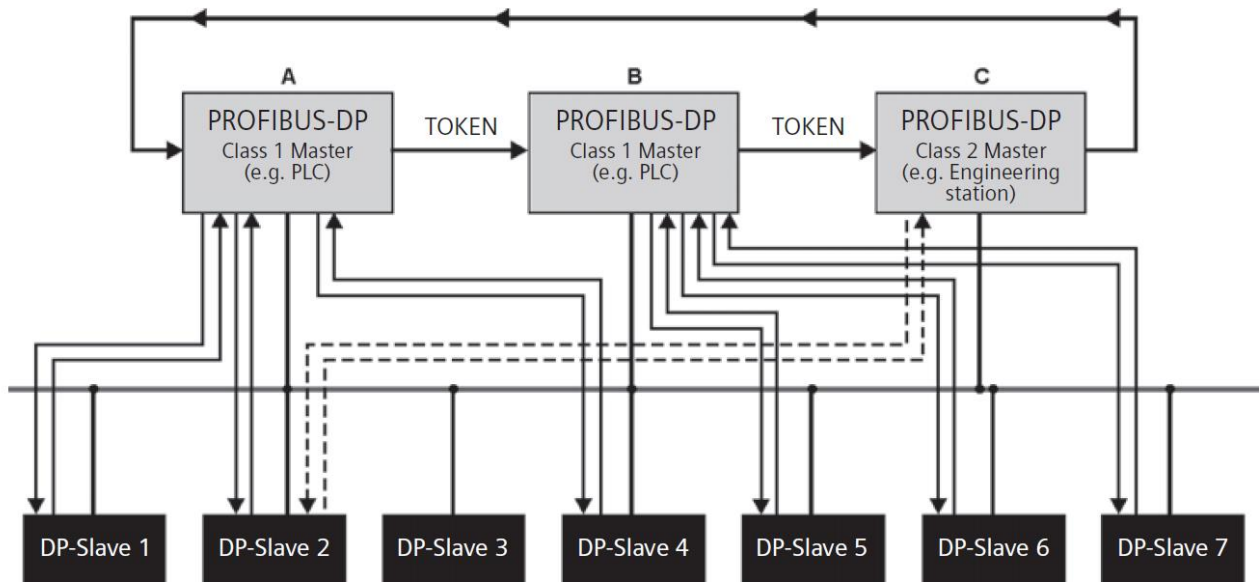 A
B
C
PROFIBUS-DP
Class 1 Master
(e.g. PLC)
TOKEN
PROFIBUS-DP
Class 1 Master
(e.g. PLC)
TOKEN
PROFIBUS-DP
Class 2 Master
(e.g. Engineering
station)
DP-Slave 1
DP-Slave 2
DP-Slave 3
DP-Slave 4
DP-Slave 5
DP-Slave 6
DP-Slave 7